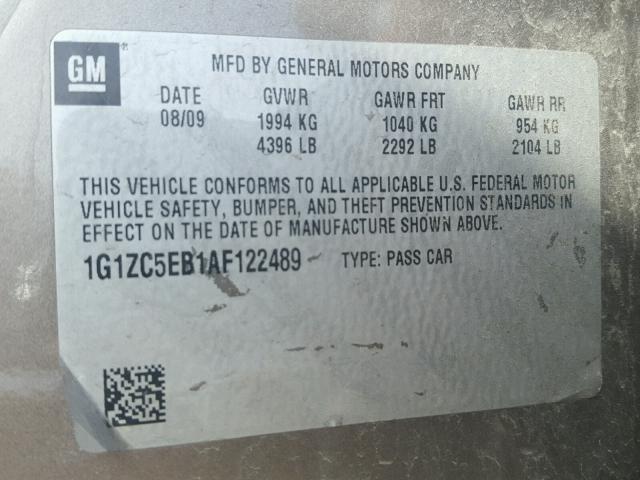 GM
MFD BY GENERAL MOTORS COMPANY
DATE GVWR GAWR FRT GAWR RR
08/09 1994 KG 1040 KG 954 KG
4396 LB 2292 LB 2104 LB
THIS VEHICLE CONFORMS TO ALL APPLICABLE U.S. FEDERAL MOTOR
VEHICLE SAFETY, BUMPER, AND THEFT PREVENTION STANDARDS IN
EFFECT ON THE DATE OF MANUFACTURE SHOWN ABOVE.
1G1ZC5EB1AF122489 TYPE: PASS CAR